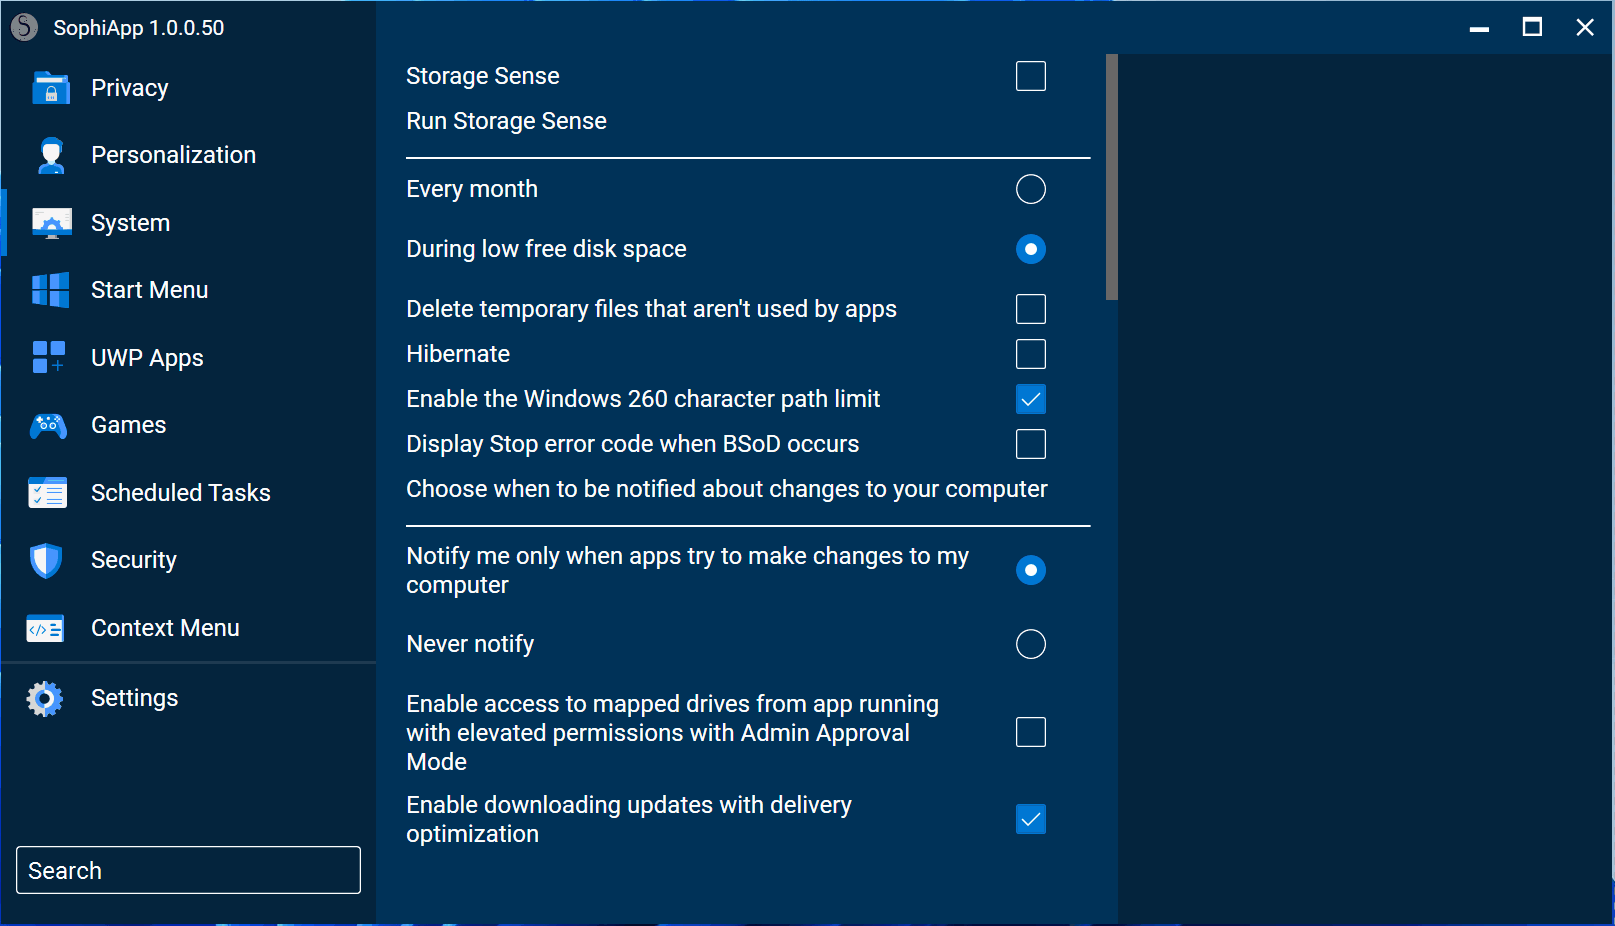 SophiApp 1.0.0.50
Privacy
Personalization
System
Start Menu
UWP Apps
Games
Scheduled Tasks
Security
Context Menu
Settings
Search
Storage Sense
Run Storage Sense
Every month
During low free disk space
Delete temporary files that aren't used by apps
Hibernate
Enable the Windows 260 character path limit
Display Stop error code when BSoD occurs
Choose when to be notified about changes to your computer
Notify me only when apps try to make changes to my
computer
Never notify
Enable access to mapped drives from app running
with elevated permissions with Admin Approval
Mode
Enable downloading updates with delivery
optimization